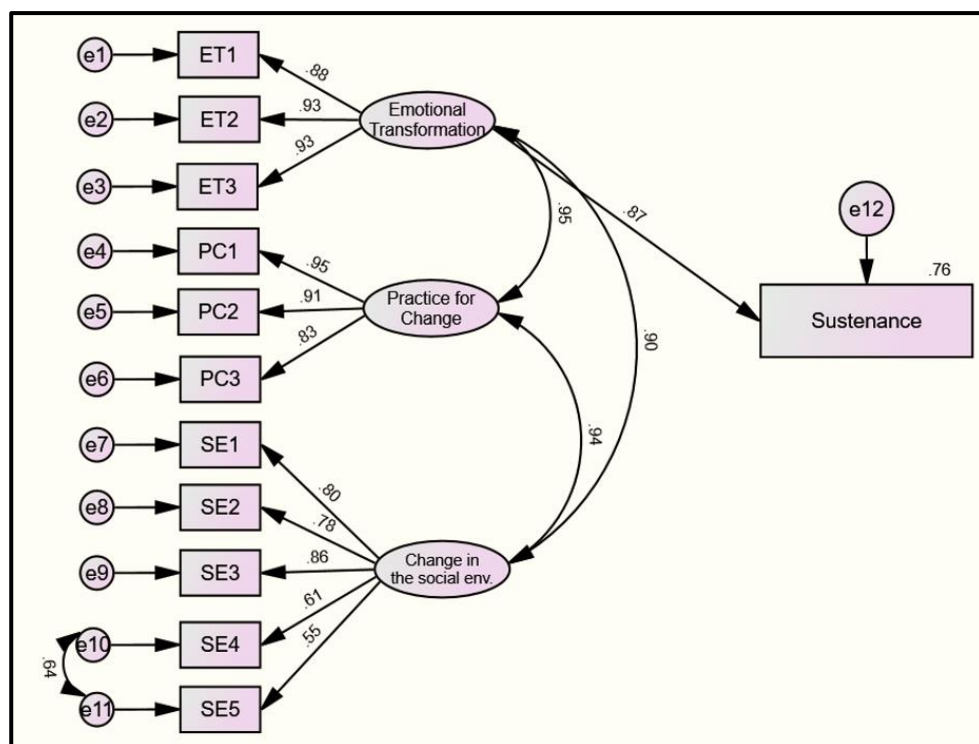 e1
ET1
.88
e2
ET2
.93
Emotional
Transformation
e3
ET3
.93
.95
.87
e12
e4
PC1
.95
.76
e5
PC2
.91
Practice for
Change
Sustenance
.90
e6
PC3
.83
e7
SE1
.80
.94
e8
SE2
.78
e9
SE3
.86
Change in
the social env.
e10
SE4
.61
.64
e11
SE5
.55